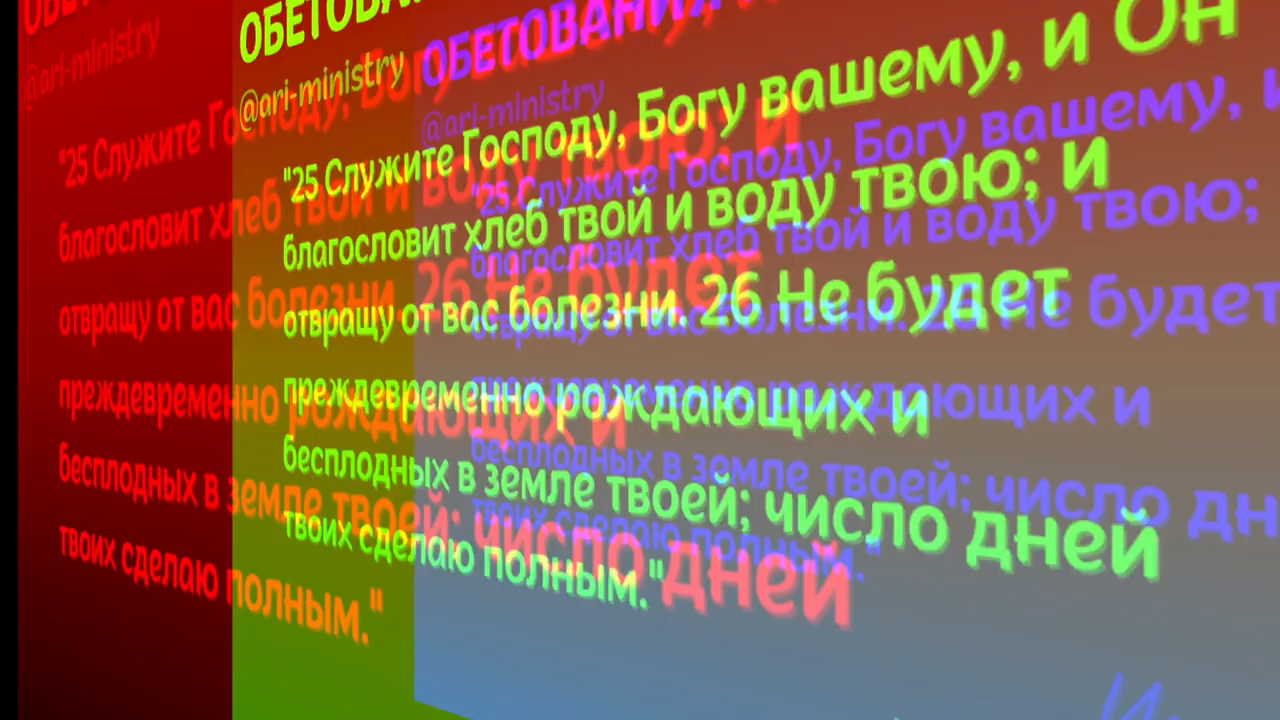 ОБЕТОВАНИЯ
@ari-ministry
"25 Служите Господу, Богу вашему, и Он
благословит хлеб твой и воду твою; и
отвращу от вас болезни. 26 Не будет
преждевременно рождающих и
бесплодных в земле твоей; число дней
твоих сделаю полным."